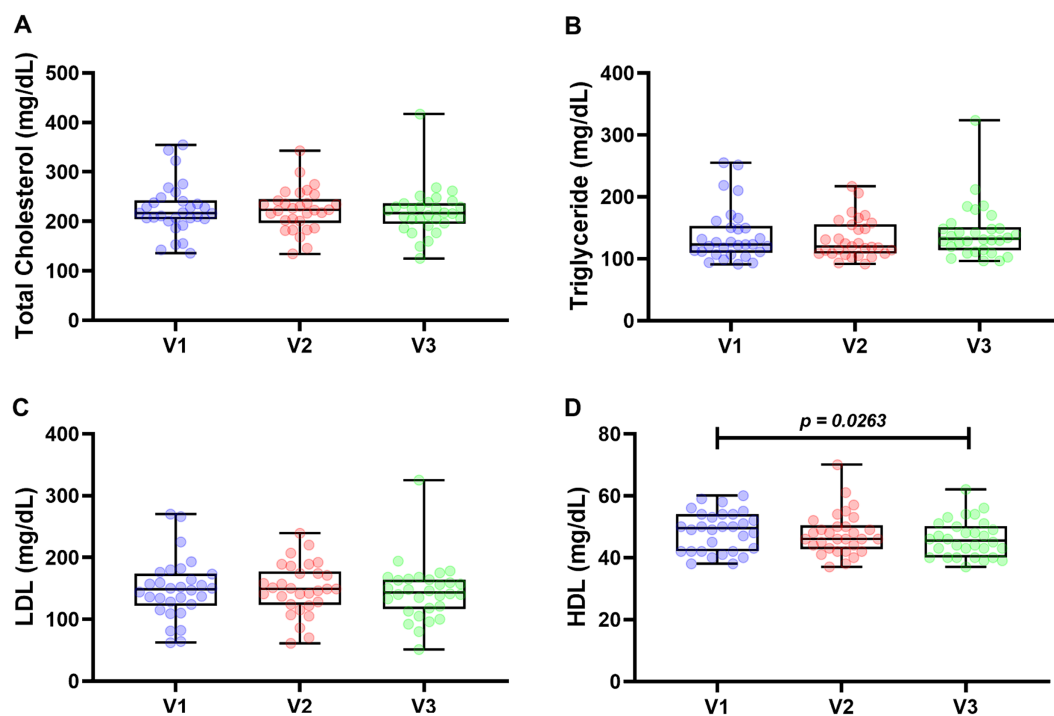 A
Total Cholesterol (mg/dL)
500
400
300
200
100
0
V1 V2 V3
B
Triglyceride (mg/dL)
400
300
200
100
0
V1 V2 V3
C
LDL (mg/dL)
400
300
200
100
0
V1 V2 V3
D
HDL (mg/dL)
p = 0.0263
80
60
40
20
0
V1 V2 V3